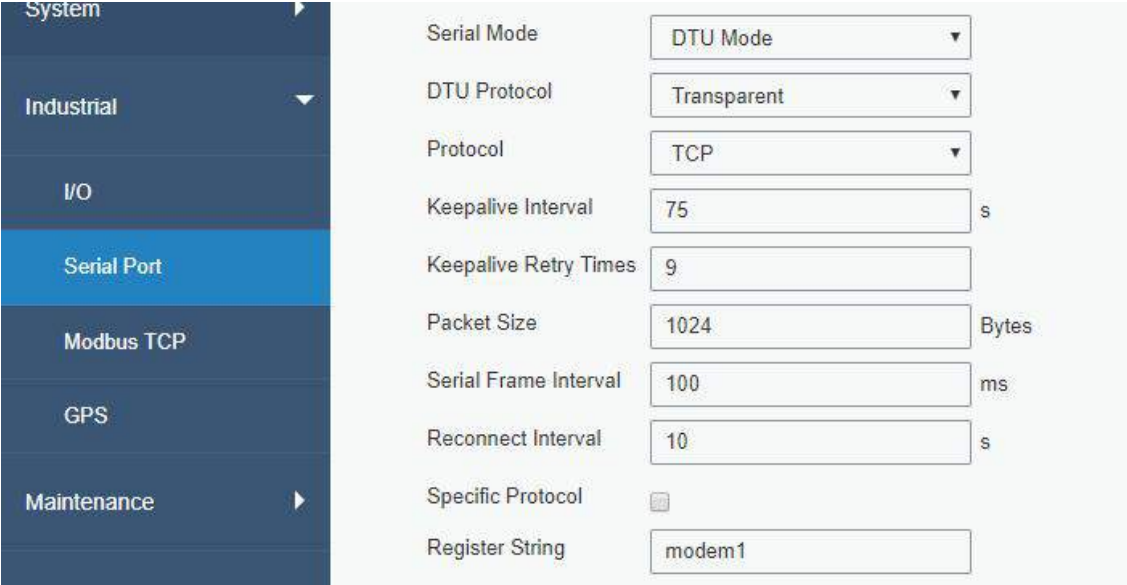 System
Industrial
I/O
Serial Port
Modbus TCP
GPS
Maintenance
Serial Mode DTU Mode
DTU Protocol Transparent
Protocol TCP
Keepalive Interval 75 s
Keepalive Retry Times 9
Packet Size 1024 Bytes
Serial Frame Interval 100 ms
Reconnect Interval 10 s
Specific Protocol
Register String modem1